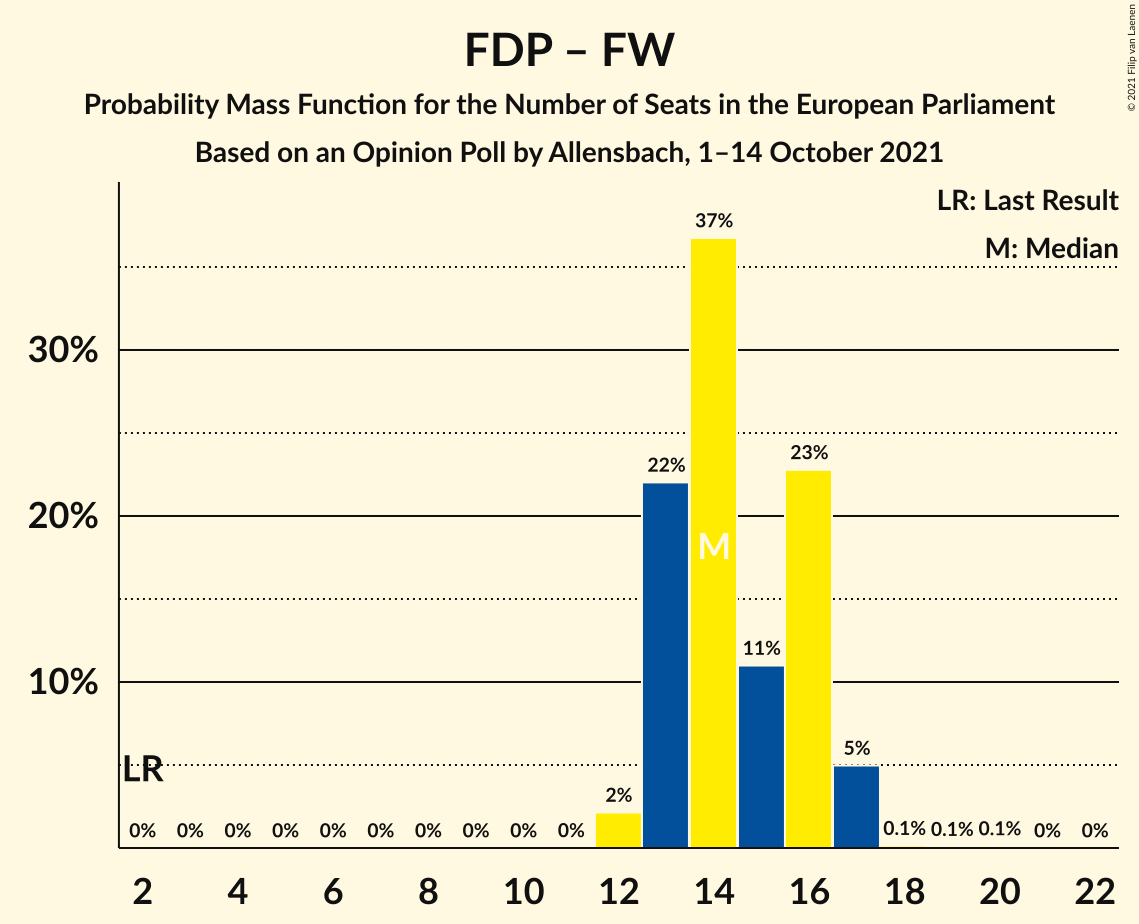 FDP – FW
Probability Mass Function for the Number of Seats in the European Parliament
Based on an Opinion Poll by Allensbach, 1–14 October 2021
© 2021 Filip van Laenen
LR: Last Result
M: Median
37%
30%
23%
22%
M
20%
11%
10%
LR
5%
2%
0% 0% 0% 0% 0% 0% 0% 0% 0% 0% 0.1% 0.1% 0.1% 0% 0%
2 4 6 8 10 12 14 16 18 20 22